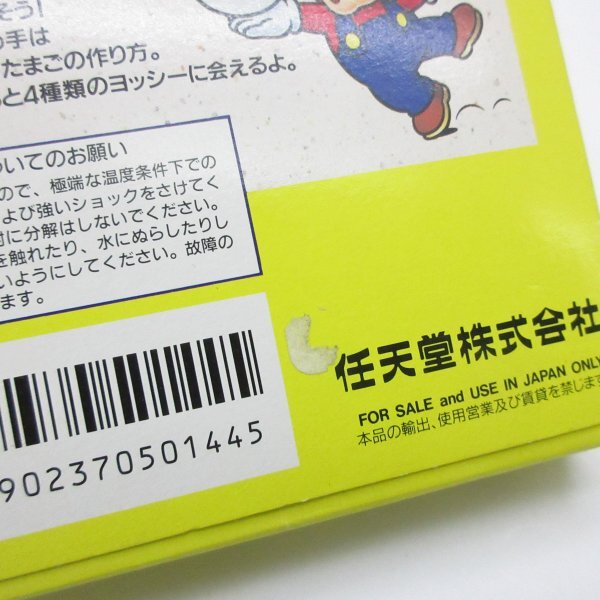 そう!
手は
たまごの作り方。
と4種類のヨッシーに会えるよ。
ついてのお願い
ので、極端な温度条件下での
および強いショックをさけてく
に分解はしないでください。
を触れたり、水にぬらしたりし
いようにしてください。故障の
ます。
902370501445
任天堂株式会社
FOR SALE and USE IN JAPAN ONLY
本品の輸出、使用営業及び賃貸を禁じます